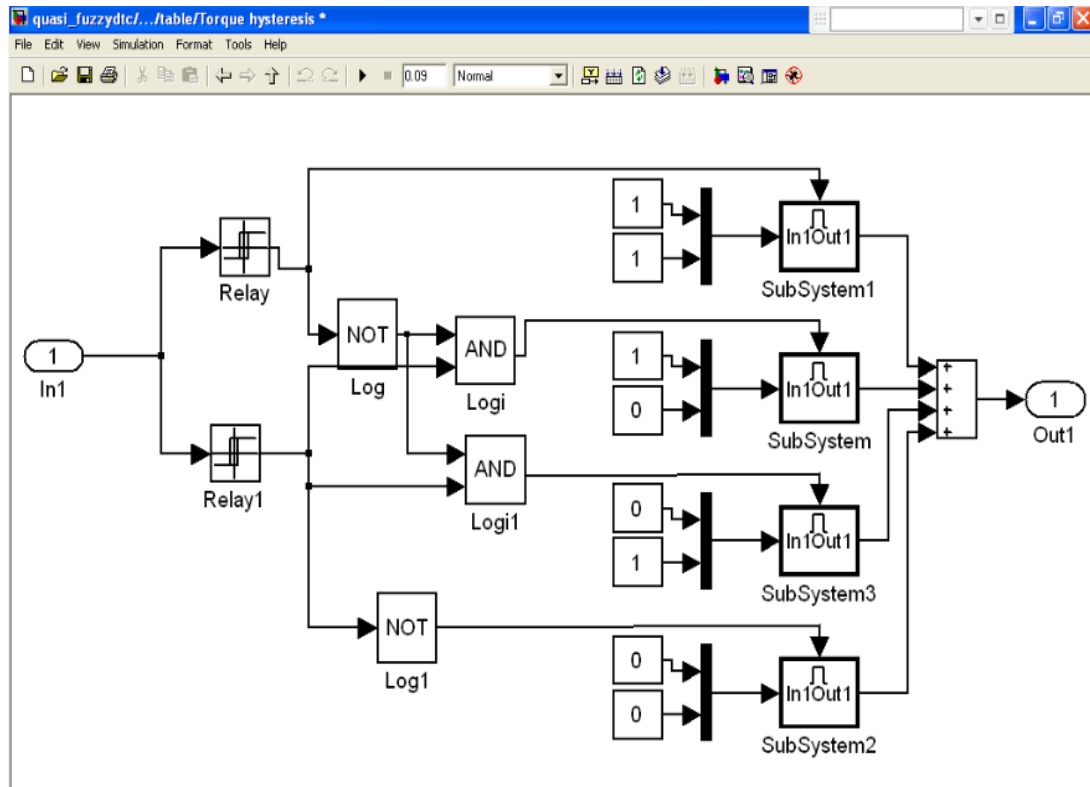 quasi_fuzzydtc/.../table/Torque hysteresis *
File Edit View Simulation Format Tools Help
0.09 Normal
1
In1Out1
1
SubSystem1
Relay
NOT
Log
AND
Logi
1
In1Out1
0
SubSystem
1
In1
1
Out1
Relay1
AND
Logi1
0
In1Out1
1
SubSystem3
NOT
Log1
0
In1Out1
0
SubSystem2